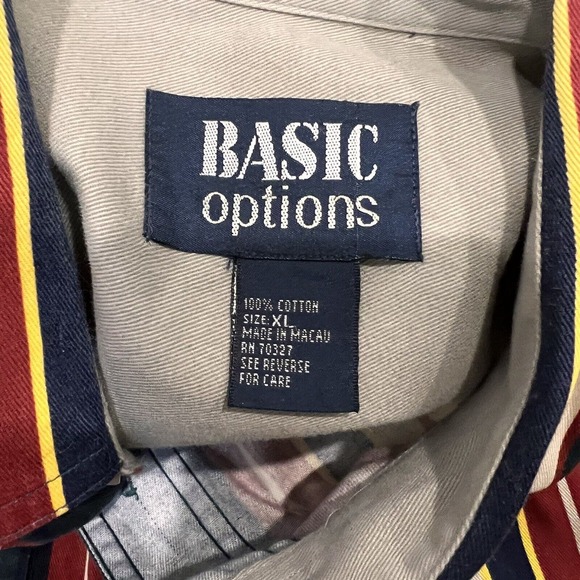 BASIC
options
100% COTTON
SIZE: XL
MADE IN MACAU
RN 70327
SEE REVERSE
FOR CARE